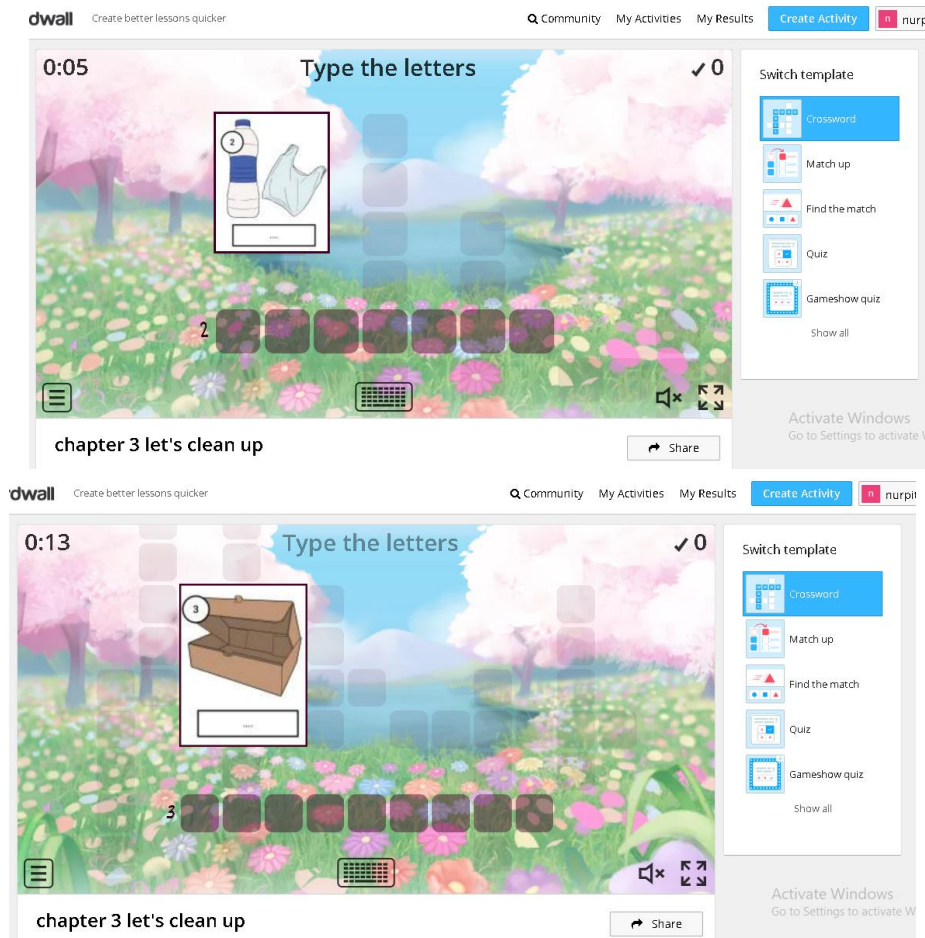 dwall Create better lessons quicker Community My Activities My Results Create Activity n nurp
0:05 Type the letters 0
Switch template
Crossword
2
Match up
Find the match
Quiz
Gameshow quiz
2
Show all
Activate Windows
Go to Settings to activate W
chapter 3 let's clean up Share
dwall Create better lessons quicker Community My Activities My Results Create Activity n nurpit
0:13 Type the letters 0
Switch template
Crossword
3
Match up
Find the match
Quiz
Gameshow quiz
3
Show all
Activate Windows
Go to Settings to activate W
chapter 3 let's clean up Share